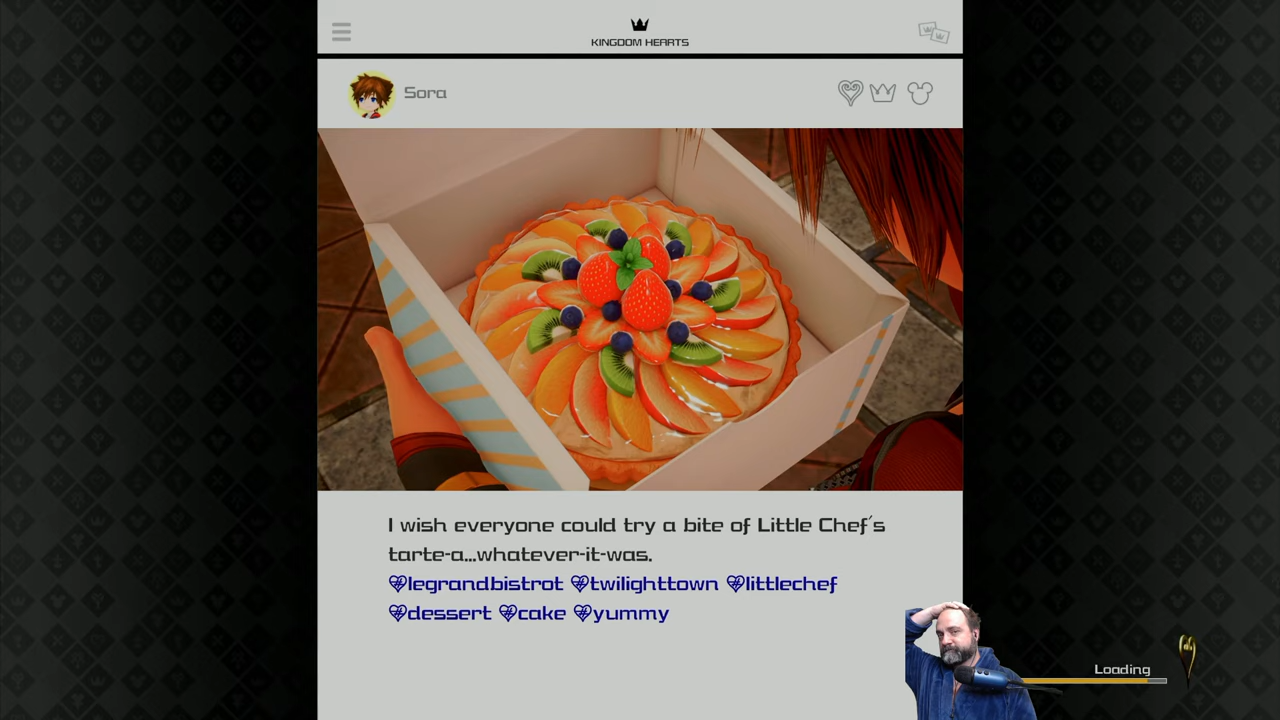 KINGDOM HEARTS
Sora
I wish everyone could try a bite of Little Chef's
tarte-a...whatever-it-was.
legrandbistrot twilighttown littlechef
dessert cake yummy
Loading